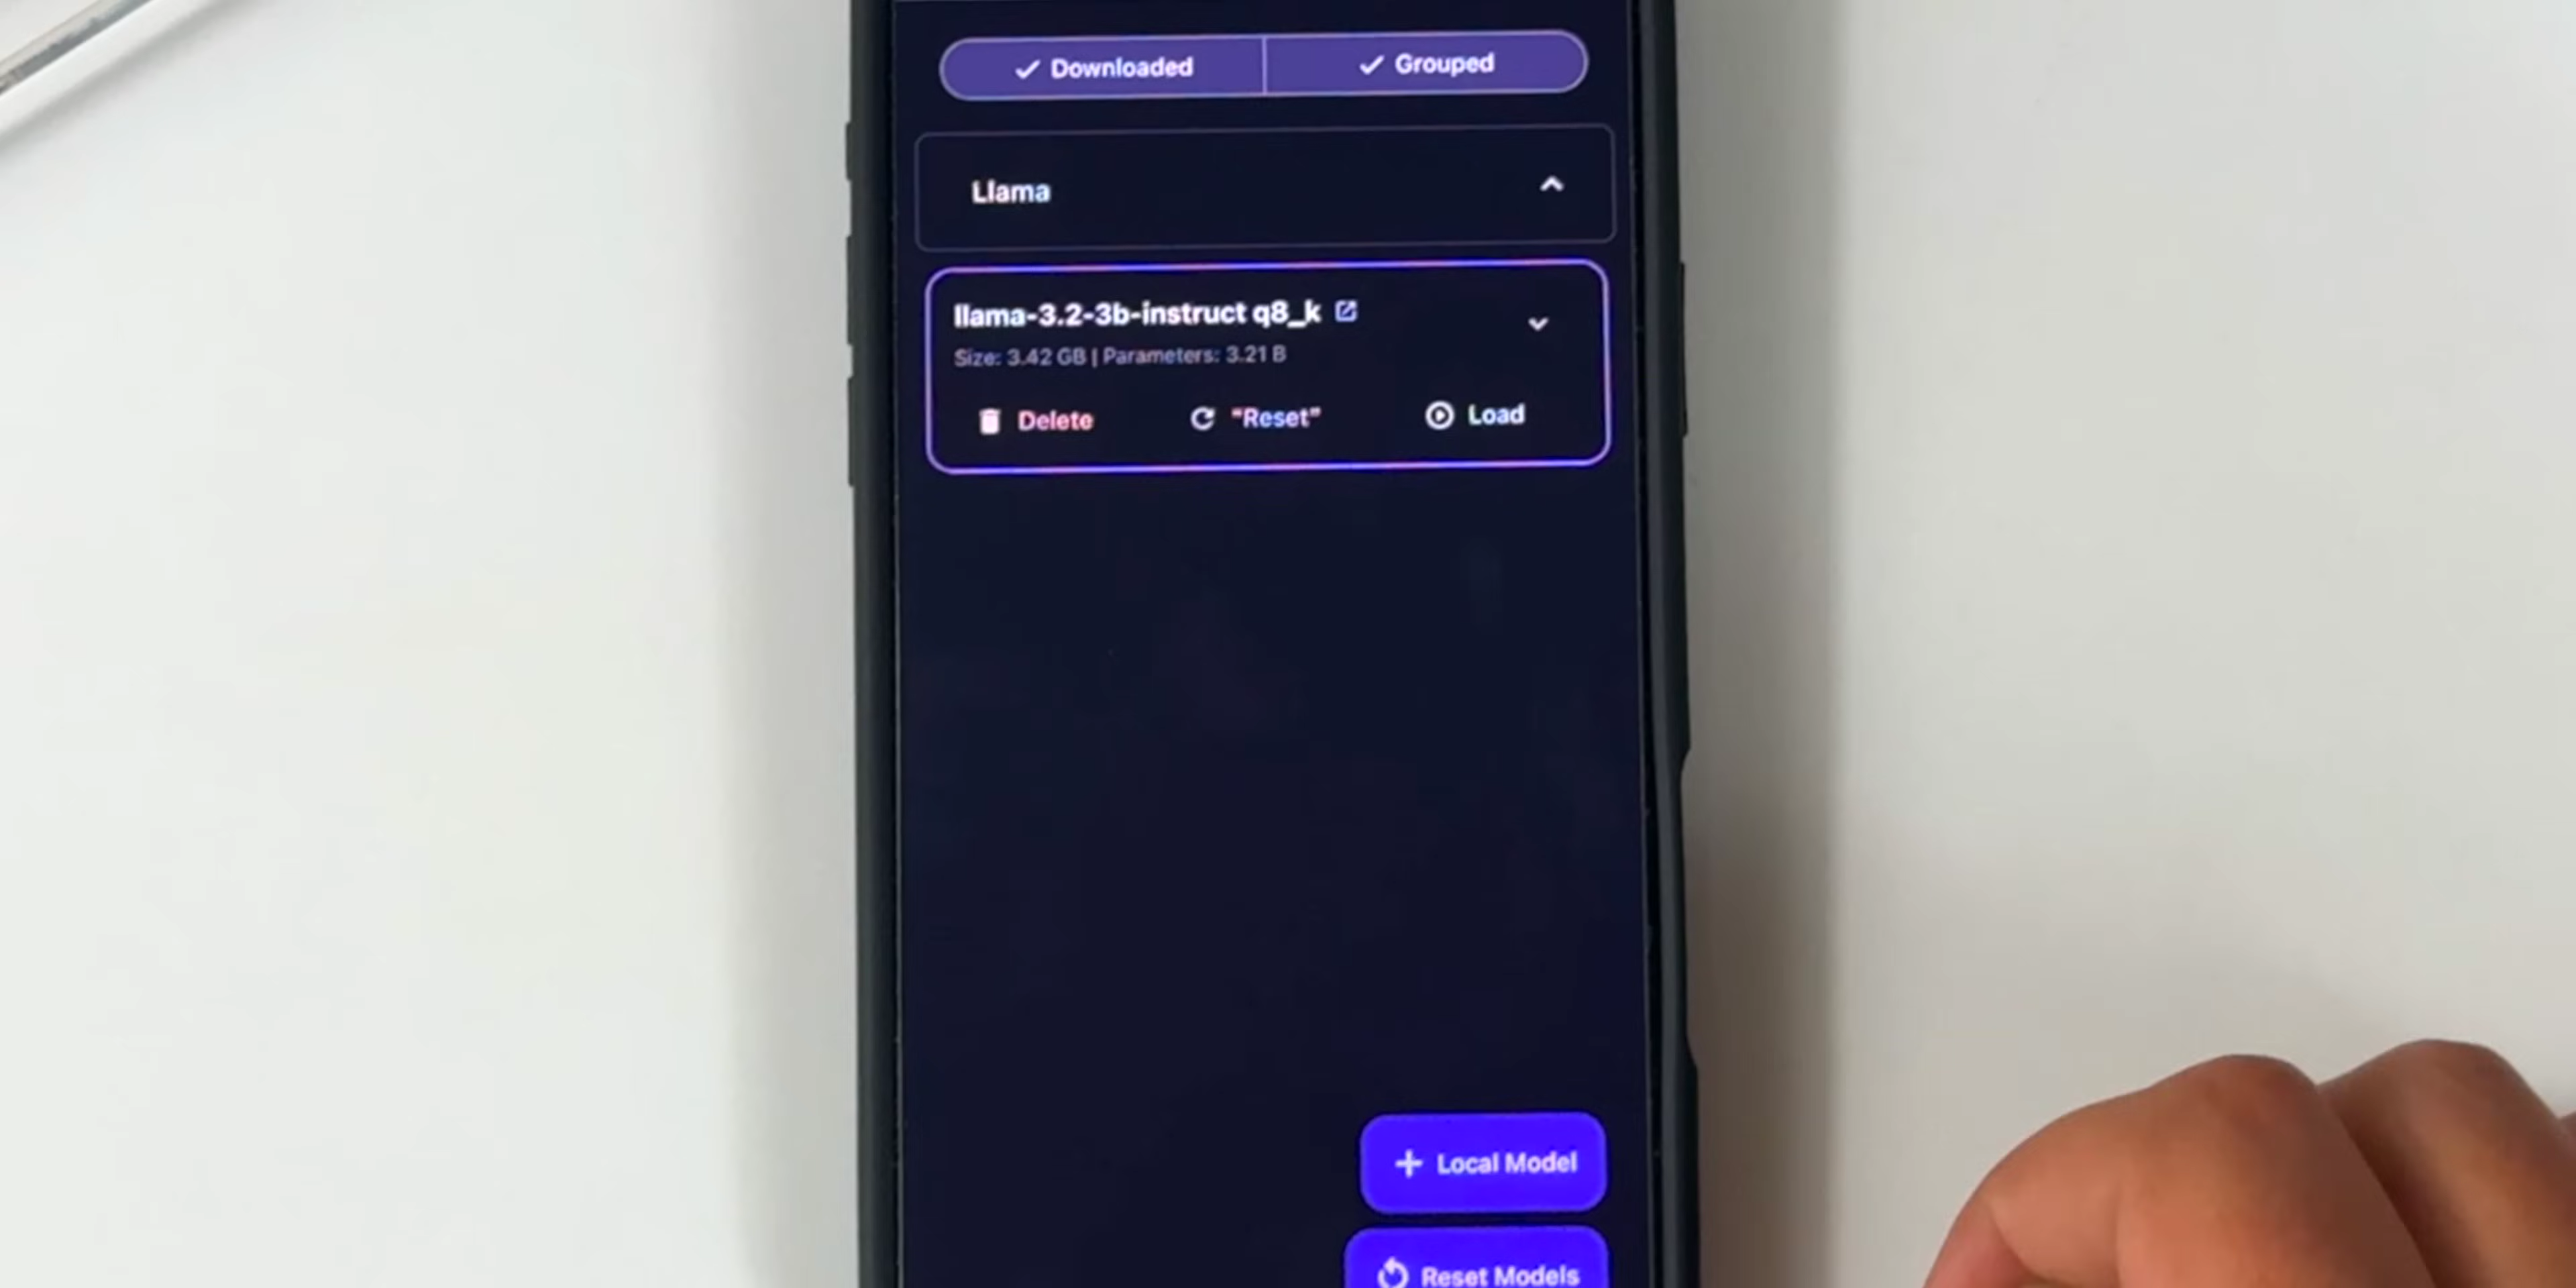 Downloaded Grouped
Llama
llama-3.2-3b-instruct q8_k
Size: 3.42 GB | Parameters: 3.21 B
Delete "Reset" Load
+ Local Model
Reset Models